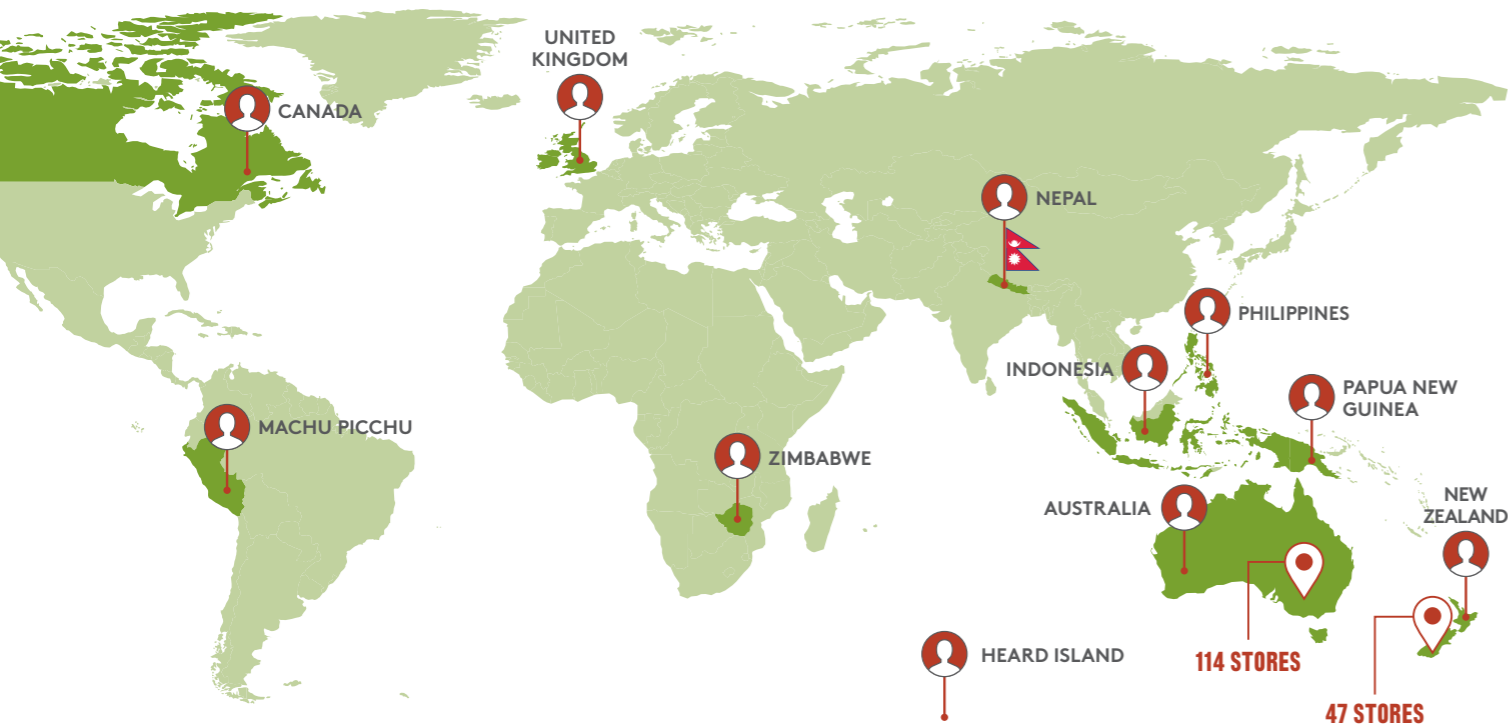 UNITED
KINGDOM
CANADA
NEPAL
PHILIPPINES
INDONESIA
PAPUA NEW
GUINEA
MACHU PICCHU
ZIMBABWE
AUSTRALIA
NEW
ZEALAND
HEARD ISLAND
114 STORES
47 STORES